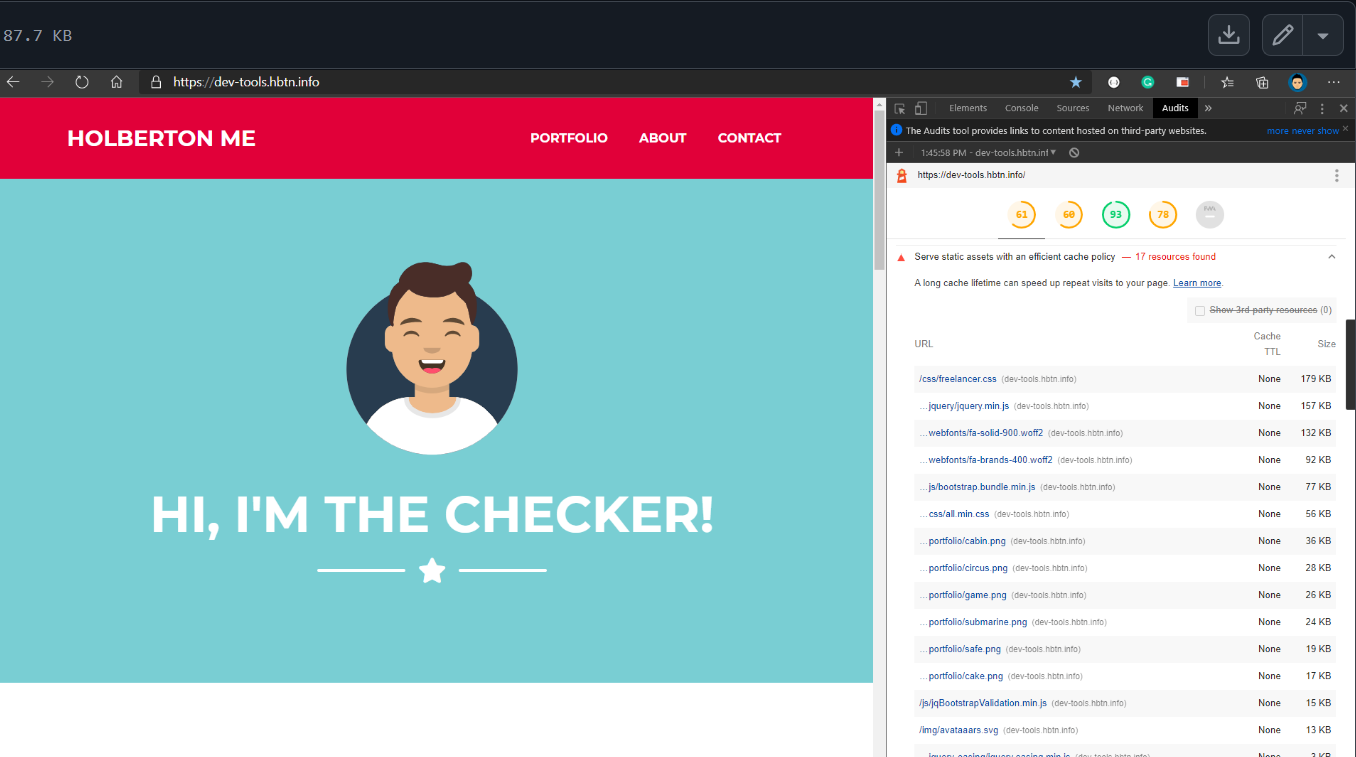 87.7 KB
https://dev-tools.hbtn.info
HOLBERTON ME
PORTFOLIO ABOUT CONTACT
HI, I'M THE CHECKER!
Elements Console Sources Network Audits »
The Audits tool provides links to content hosted on third-party websites. more never show
1:45:58 PM - dev-tools.hbtn.inf
https://dev-tools.hbtn.info/
61 60 93 78
Serve static assets with an efficient cache policy — 17 resources found
A long cache lifetime can speed up repeat visits to your page. Learn more.
Show 3rd-party resources (0)
URL Cache TTL Size
/css/freelancer.css (dev-tools.hbtn.info) None 179 KB
…jquery/jquery.min.js (dev-tools.hbtn.info) None 157 KB
…webfonts/fa-solid-900.woff2 (dev-tools.hbtn.info) None 132 KB
…webfonts/fa-brands-400.woff2 (dev-tools.hbtn.info) None 92 KB
…js/bootstrap.bundle.min.js (dev-tools.hbtn.info) None 77 KB
…css/all.min.css (dev-tools.hbtn.info) None 56 KB
…portfolio/cabin.png (dev-tools.hbtn.info) None 36 KB
…portfolio/circus.png (dev-tools.hbtn.info) None 28 KB
…portfolio/game.png (dev-tools.hbtn.info) None 26 KB
…portfolio/submarine.png (dev-tools.hbtn.info) None 24 KB
…portfolio/safe.png (dev-tools.hbtn.info) None 19 KB
…portfolio/cake.png (dev-tools.hbtn.info) None 17 KB
/js/jqBootstrapValidation.min.js (dev-tools.hbtn.info) None 15 KB
/img/avataaars.svg (dev-tools.hbtn.info) None 13 KB
…jquery-easing/jquery.easing.min.js (dev-tools.hbtn.info) None 3 KB